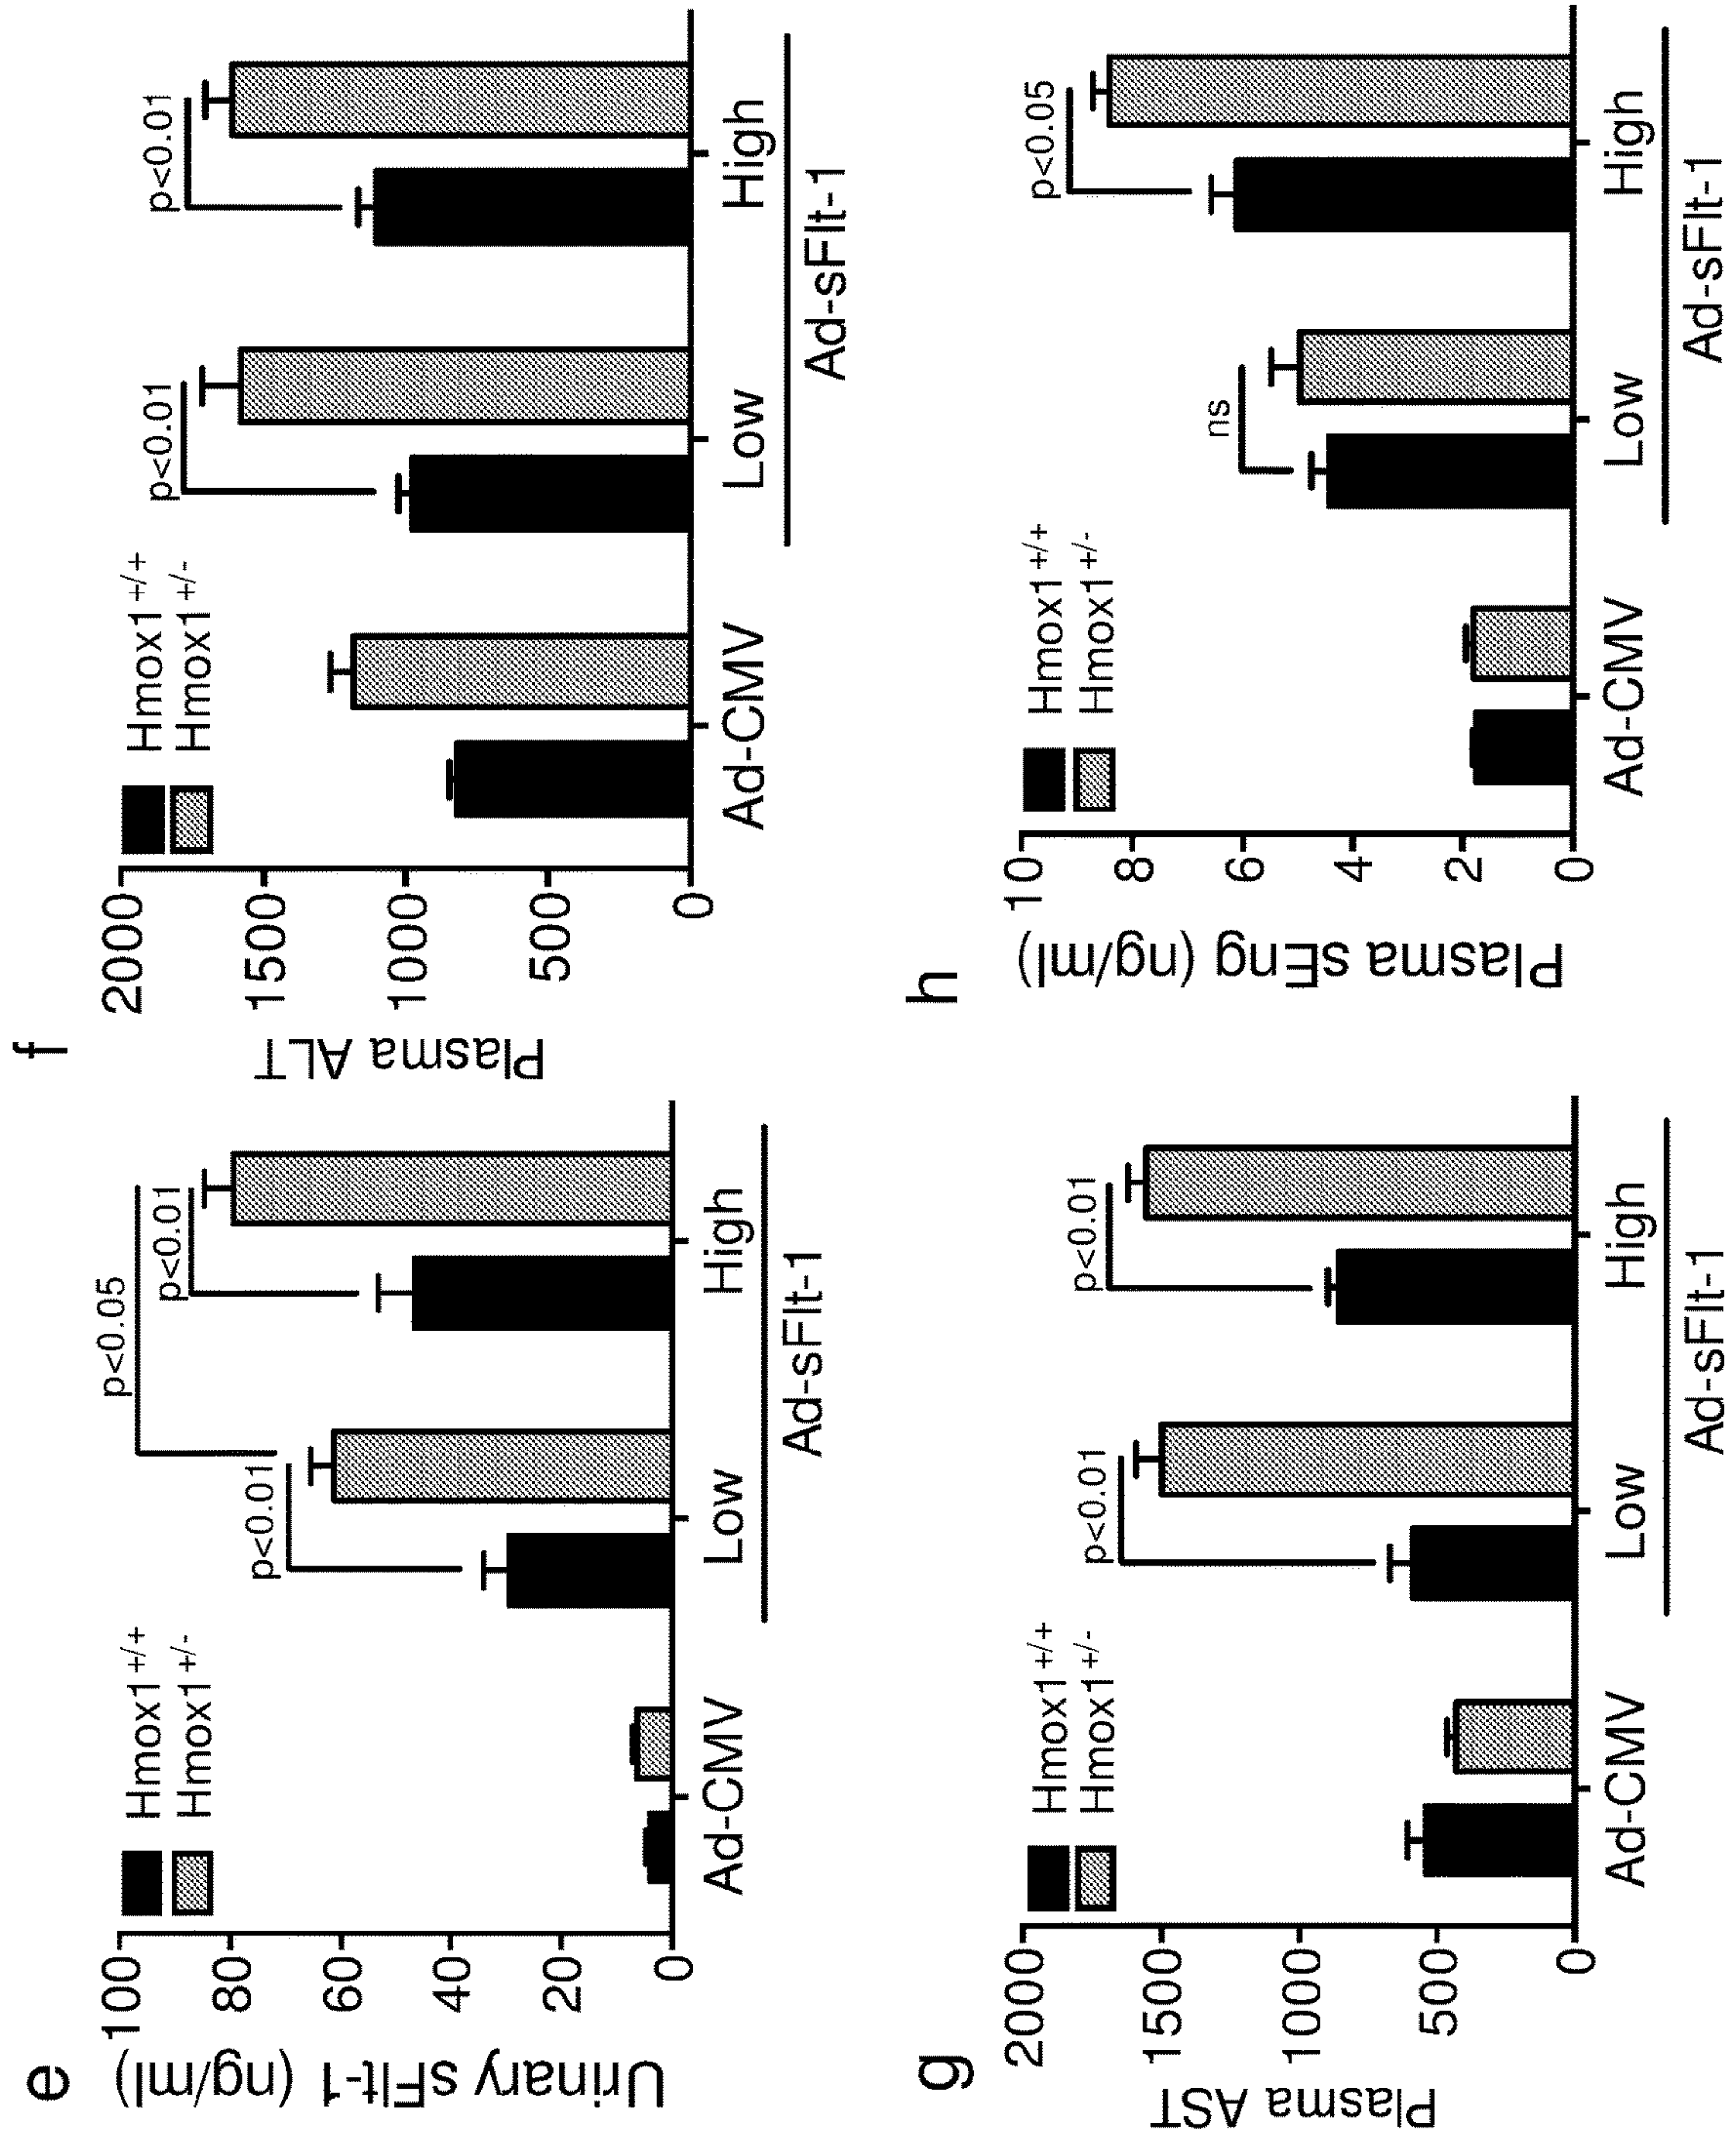 e
Urinary sFlt-1 (ng/ml)
100
80
60
40
20
0
Hmox1+/+
Hmox1+/-
p<0.05
p<0.01
p<0.01
Ad-CMV
Low
High
Ad-sFlt-1
f
Plasma ALT
2000
1500
1000
500
0
Hmox1+/+
Hmox1+/-
p<0.01
p<0.01
Ad-CMV
Low
High
Ad-sFlt-1
g
Plasma AST
2000
1500
1000
500
0
Hmox1+/+
Hmox1+/-
p<0.01
p<0.01
Ad-CMV
Low
High
Ad-sFlt-1
h
Plasma sEng (ng/ml)
10
8
6
4
2
0
Hmox1+/+
Hmox1+/-
ns
p<0.05
Ad-CMV
Low
High
Ad-sFlt-1